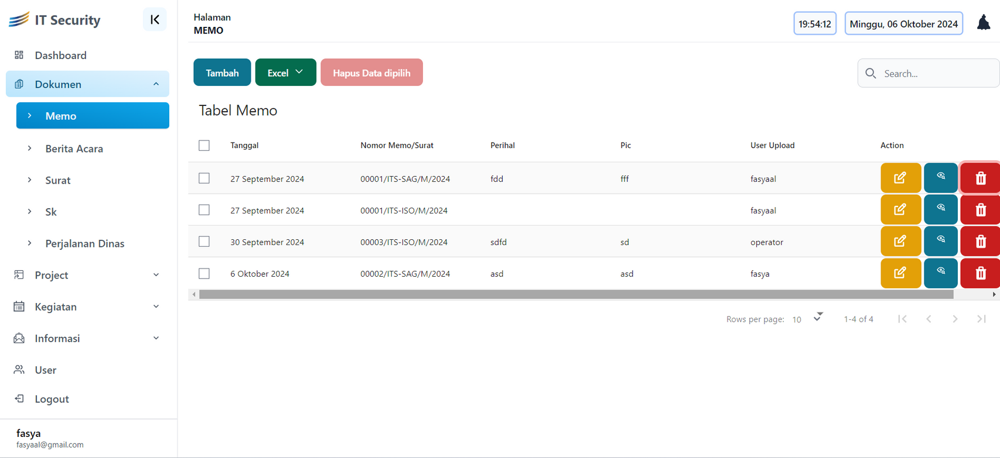 IT Security
Dashboard
Dokumen
Memo
Berita Acara
Surat
Sk
Perjalanan Dinas
Project
Kegiatan
Informasi
User
Logout
fasya
fasyaal@gmail.com
Halaman
MEMO
19:54:12
Minggu, 06 Oktober 2024
Tambah
Excel
Hapus Data dipilih
Search...
Tabel Memo
Tanggal Nomor Memo/Surat Perihal Pic User Upload Action
27 September 2024 00001/ITS-SAG/M/2024 fdd fff fasyaal
27 September 2024 00001/ITS-ISO/M/2024 fasyaal
30 September 2024 00003/ITS-ISO/M/2024 sdfd sd operator
6 Oktober 2024 00002/ITS-SAG/M/2024 asd asd fasya
Rows per page: 10 1-4 of 4